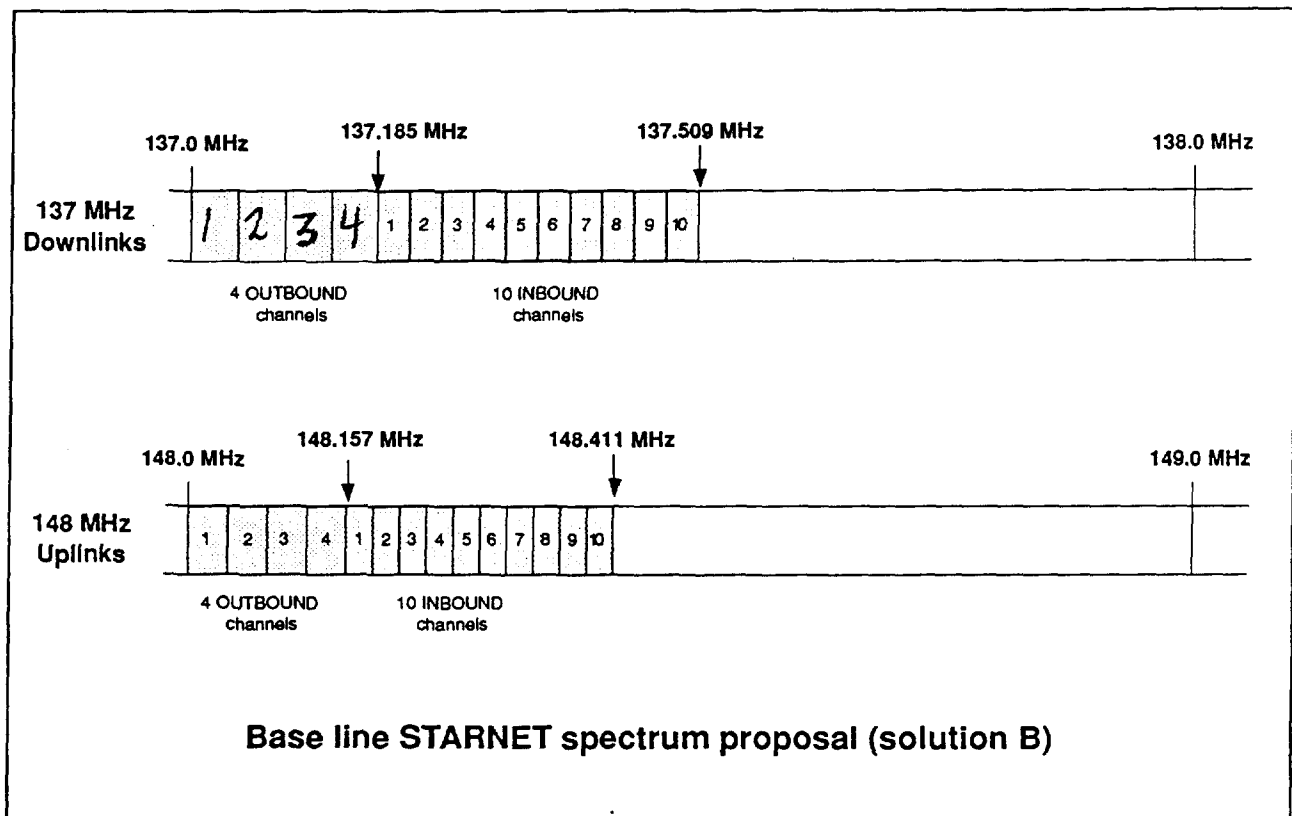 137.0 MHz
137.185 MHz
137.509 MHz
138.0 MHz
137 MHz
Downlinks
1 2 3 4 1 2 3 4 5 6 7 8 9 10
4 OUTBOUND
channels
10 INBOUND
channels
148.0 MHz
148.157 MHz
148.411 MHz
149.0 MHz
148 MHz
Uplinks
1 2 3 4 1 2 3 4 5 6 7 8 9 10
4 OUTBOUND
channels
10 INBOUND
channels
Base line STARNET spectrum proposal (solution B)